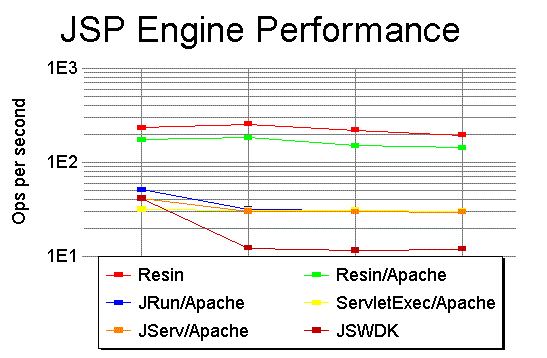 JSP Engine Performance
1E3
Ops per second
1E2
1E1
Resin
Resin/Apache
JRun/Apache
ServletExec/Apache
JServ/Apache
JSWDK